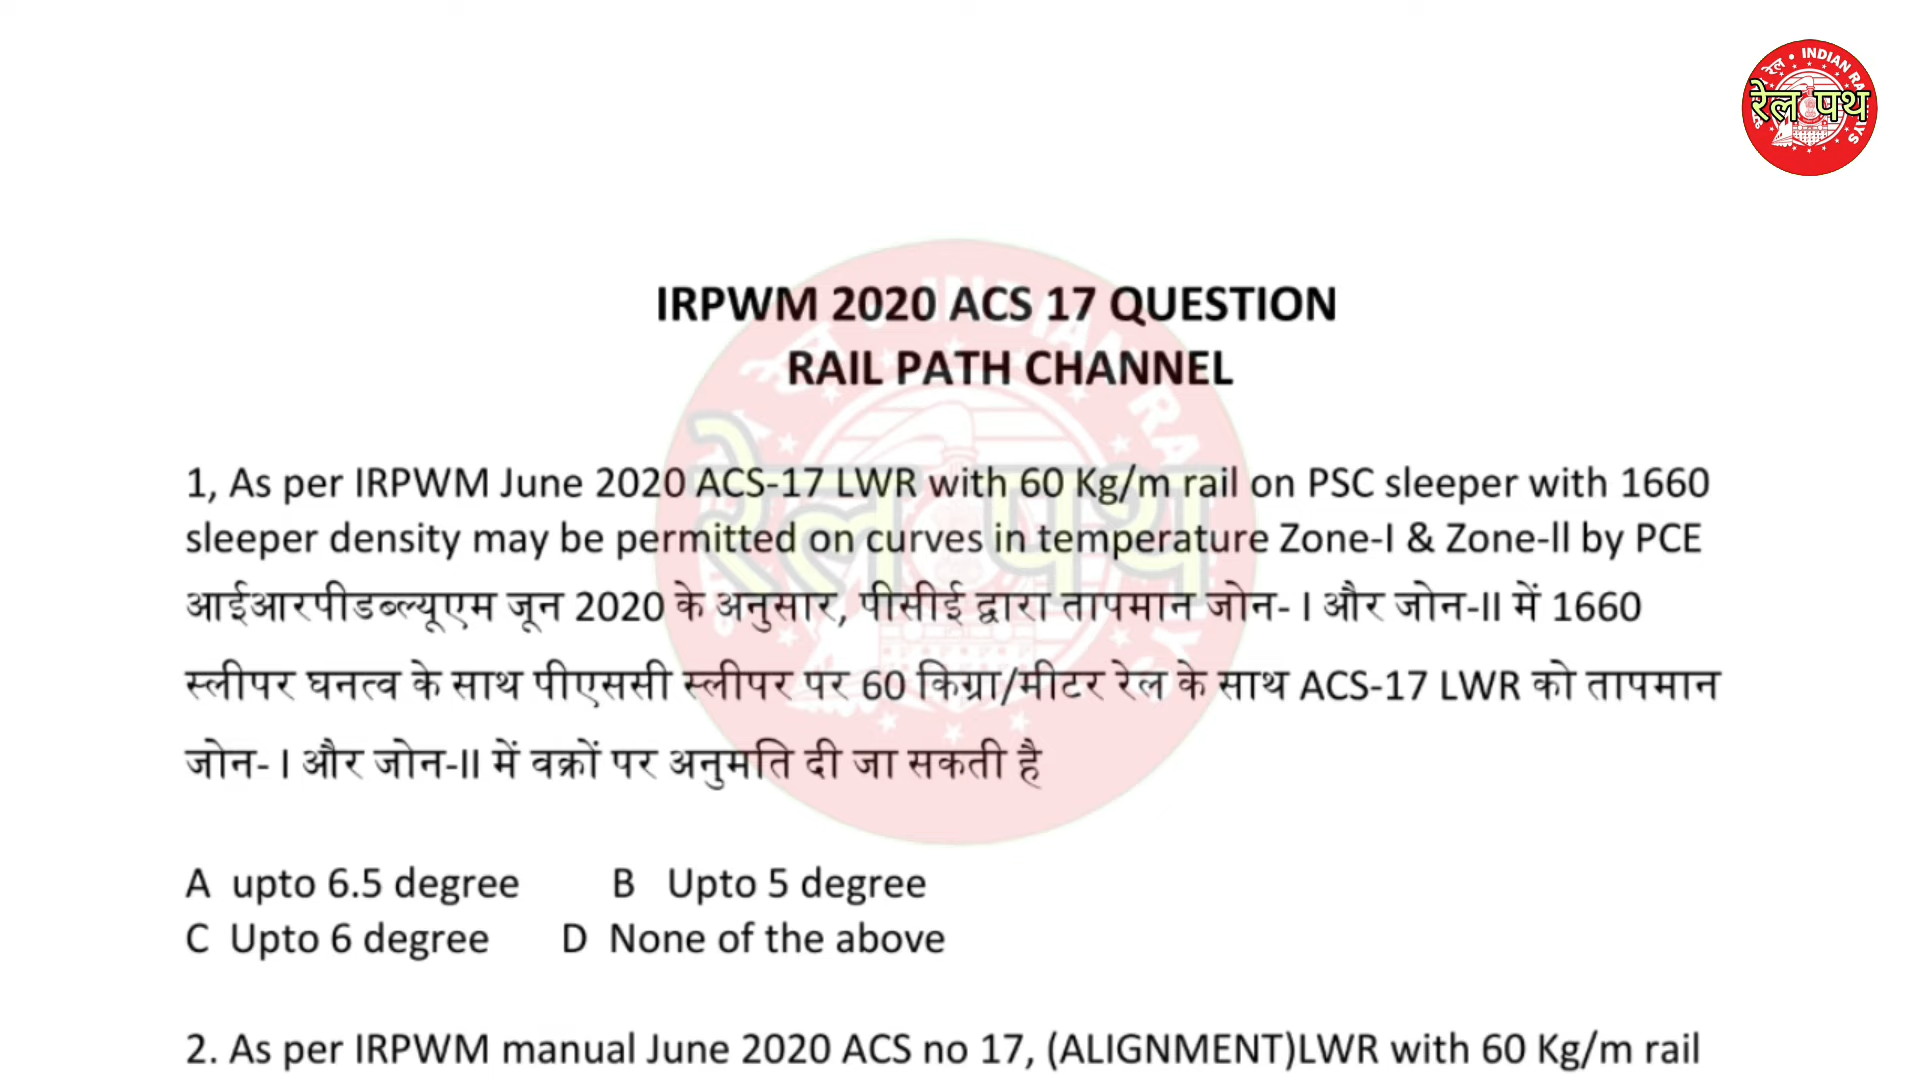 INDIAN RA
रेल पथ
IRPWM 2020 ACS 17 QUESTION
RAIL PATH CHANNEL
1, As per IRPWM June 2020 ACS-17 LWR with 60 Kg/m rail on PSC sleeper with 1660
sleeper density may be permitted on curves in temperature Zone-I & Zone-ll by PCE
आईआरपीडब्ल्यूएम जून 2020 के अनुसार, पीसीई द्वारा तापमान जोन- I और जोन-II में 1660
स्लीपर घनत्व के साथ पीएससी स्लीपर पर 60 किग्रा/मीटर रेल के साथ ACS-17 LWR को तापमान
जोन- I और जोन-II में वक्रों पर अनुमति दी जा सकती है
A upto 6.5 degree B Upto 5 degree
C Upto 6 degree D None of the above
2. As per IRPWM manual June 2020 ACS no 17, (ALIGNMENT)LWR with 60 Kg/m rail